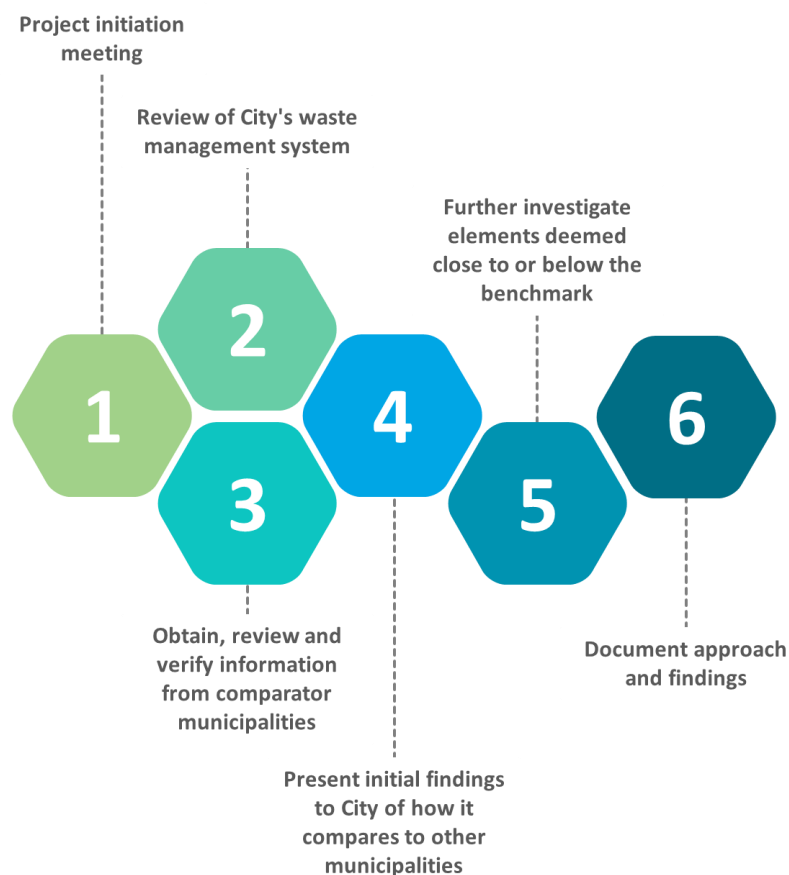 Project initiation
meeting
1
Review of City's waste
management system
2
Obtain, review and
verify information
from comparator
municipalities
3
Present initial findings
to City of how it
compares to other
municipalities
4
Further investigate
elements deemed
close to or below the
benchmark
5
Document approach
and findings
6